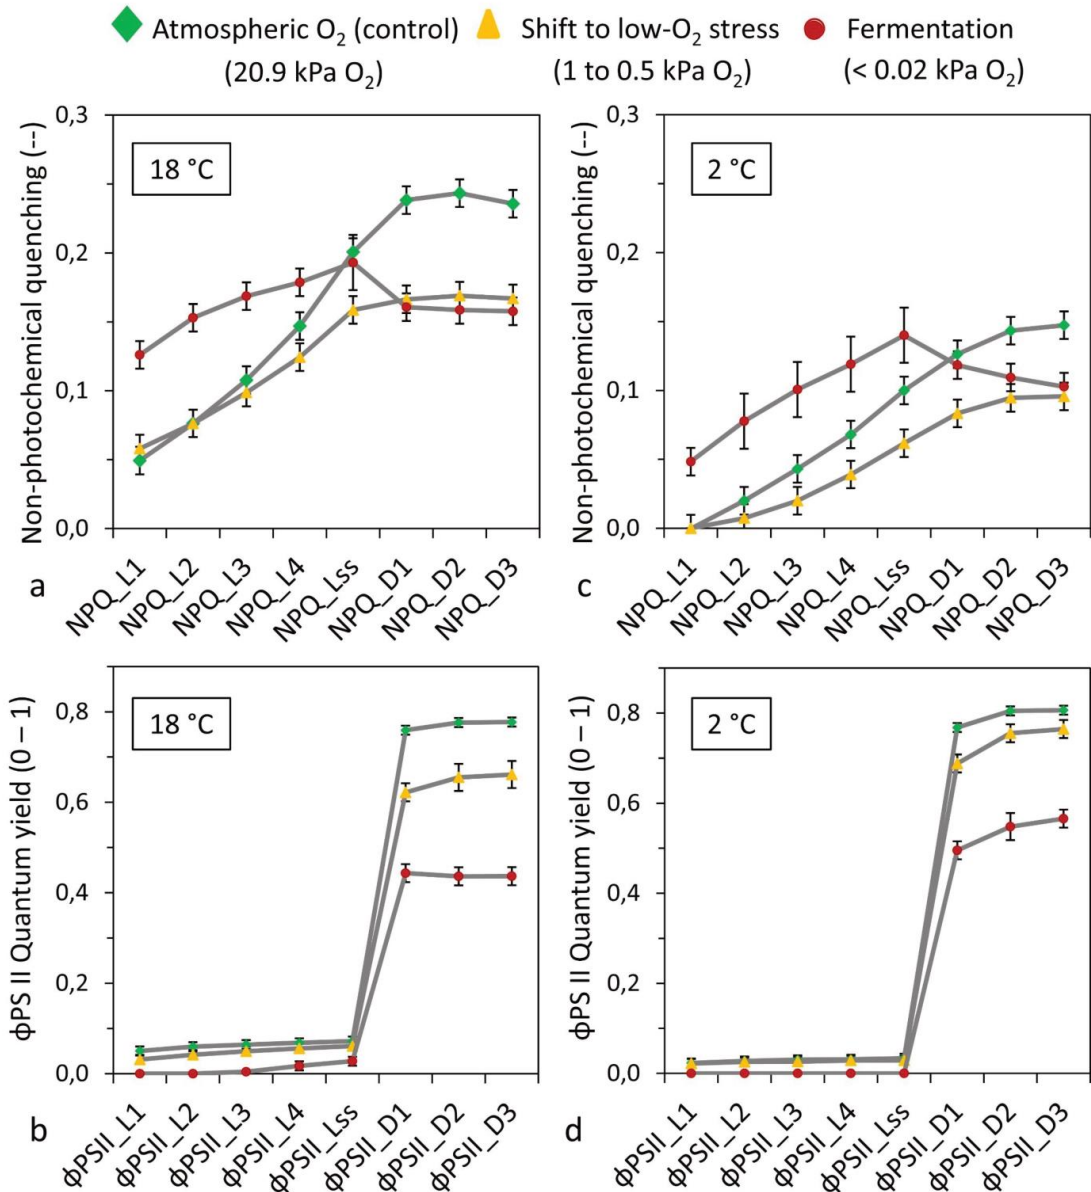 Atmospheric O₂ (control) Shift to low-O₂ stress Fermentation
(20.9 kPa O₂) (1 to 0.5 kPa O₂) (< 0.02 kPa O₂)
Non-photochemical quenching (--)
0,3
0,2
0,1
0,0
18 °C
NPQ_L1 NPQ_L2 NPQ_L3 NPQ_L4 NPQ_Lss NPQ_D1 NPQ_D2 NPQ_D3
a
Non-photochemical quenching (--)
0,3
0,2
0,1
0,0
2 °C
NPQ_L1 NPQ_L2 NPQ_L3 NPQ_L4 NPQ_Lss NPQ_D1 NPQ_D2 NPQ_D3
c
ϕPS II Quantum yield (0 – 1)
0,8
0,6
0,4
0,2
0,0
18 °C
ϕPSII_L1 ϕPSII_L2 ϕPSII_L3 ϕPSII_L4 ϕPSII_Lss ϕPSII_D1 ϕPSII_D2 ϕPSII_D3
b
ϕPS II Quantum yield (0 – 1)
0,8
0,6
0,4
0,2
0,0
2 °C
ϕPSII_L1 ϕPSII_L2 ϕPSII_L3 ϕPSII_L4 ϕPSII_Lss ϕPSII_D1 ϕPSII_D2 ϕPSII_D3
d